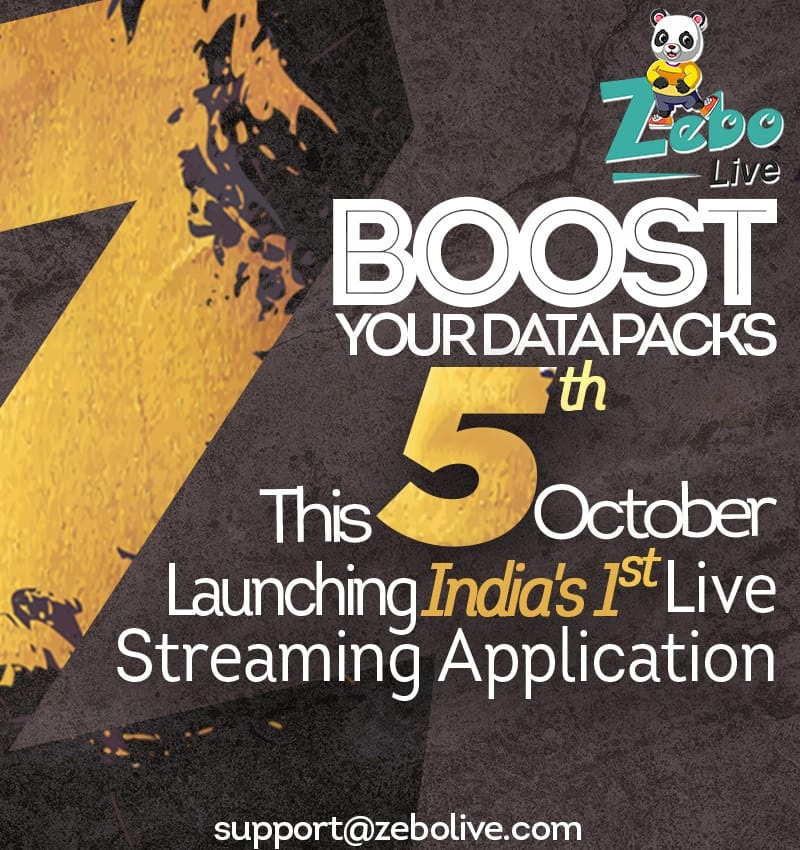 Zebo
Live
BOOST
YOUR DATA PACKS
This 5th October
Launching India's 1st Live
Streaming Application
support@zebolive.com